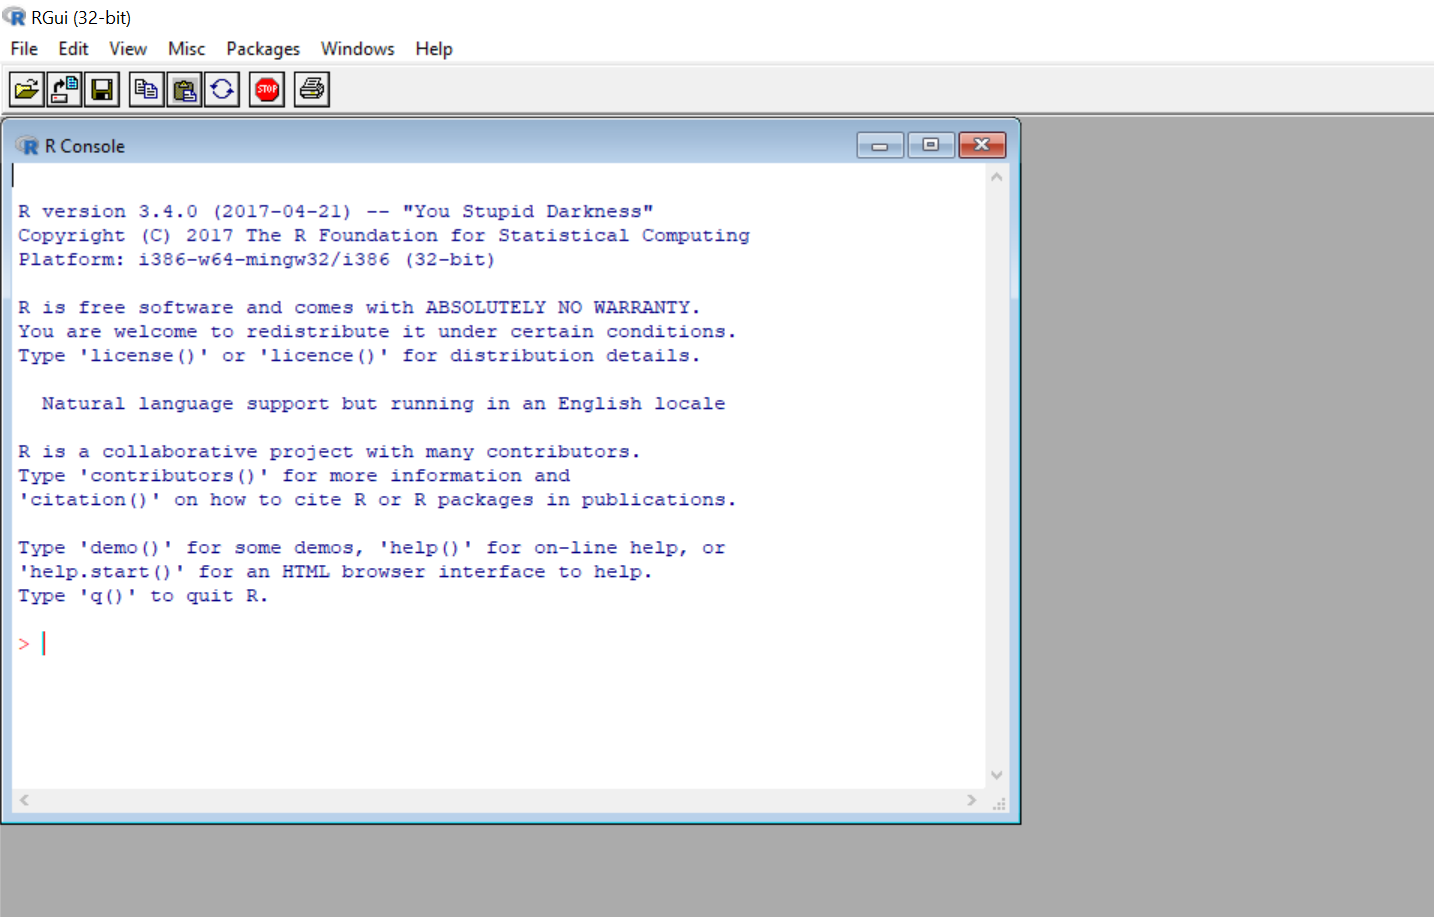 RGui (32-bit)
File Edit View Misc Packages Windows Help
STOP
R Console
R version 3.4.0 (2017-04-21) -- "You Stupid Darkness"
Copyright (C) 2017 The R Foundation for Statistical Computing
Platform: i386-w64-mingw32/i386 (32-bit)
R is free software and comes with ABSOLUTELY NO WARRANTY.
You are welcome to redistribute it under certain conditions.
Type 'license()' or 'licence()' for distribution details.
Natural language support but running in an English locale
R is a collaborative project with many contributors.
Type 'contributors()' for more information and
'citation()' on how to cite R or R packages in publications.
Type 'demo()' for some demos, 'help()' for on-line help, or
'help.start()' for an HTML browser interface to help.
Type 'q()' to quit R.
>